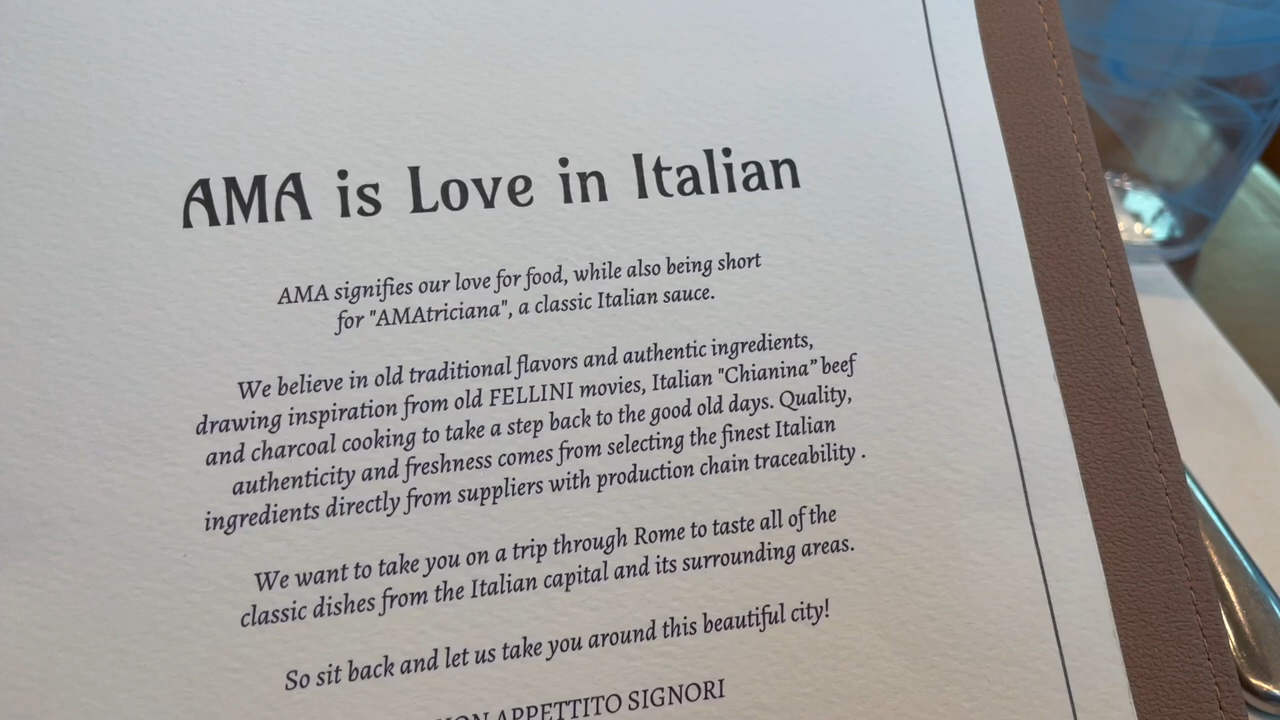 AMA is Love in Italian
AMA signifies our love for food, while also being short
for "AMAtriciana", a classic Italian sauce.
We believe in old traditional flavors and authentic ingredients,
drawing inspiration from old FELLINI movies, Italian "Chianina” beef
and charcoal cooking to take a step back to the good old days. Quality,
authenticity and freshness comes from selecting the finest Italian
ingredients directly from suppliers with production chain traceability .
We want to take you on a trip through Rome to taste all of the
classic dishes from the Italian capital and its surrounding areas.
So sit back and let us take you around this beautiful city!
APPETTITO SIGNORI